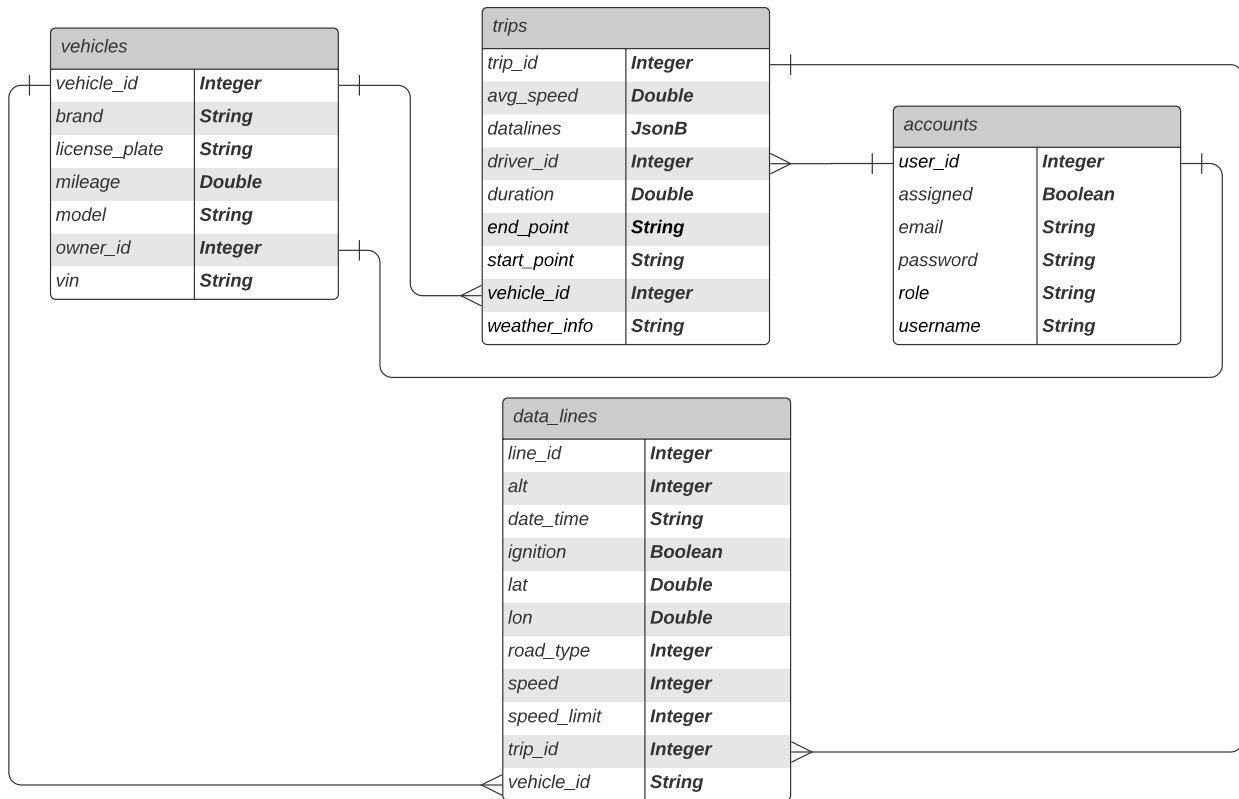 vehicles
vehicle_id Integer
brand String
license_plate String
mileage Double
model String
owner_id Integer
vin String
trips
trip_id Integer
avg_speed Double
datalines JsonB
driver_id Integer
duration Double
end_point String
start_point String
vehicle_id Integer
weather_info String
accounts
user_id Integer
assigned Boolean
email String
password String
role String
username String
data_lines
line_id Integer
alt Integer
date_time String
ignition Boolean
lat Double
lon Double
road_type Integer
speed Integer
speed_limit Integer
trip_id Integer
vehicle_id String